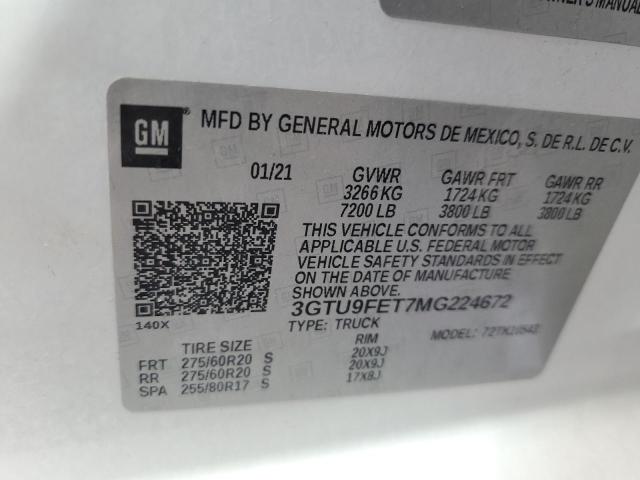 OWNER'S MANUAL
GM
MFD BY GENERAL MOTORS DE MEXICO, S. DE R.L. DE C.V.
01/21 GVWR GAWR FRT GAWR RR
3266 KG 1724 KG 1724 KG
7200 LB 3800 LB 3800 LB
THIS VEHICLE CONFORMS TO ALL
APPLICABLE U.S. FEDERAL MOTOR
VEHICLE SAFETY STANDARDS IN EFFECT
ON THE DATE OF MANUFACTURE
SHOWN ABOVE.
3GTU9FET7MG224672
140X
TYPE: TRUCK MODEL:
TIRE SIZE RIM
FRT 275/60R20 S 20X9J
RR 275/60R20 S 20X9J
SPA 255/80R17 S 17X8J